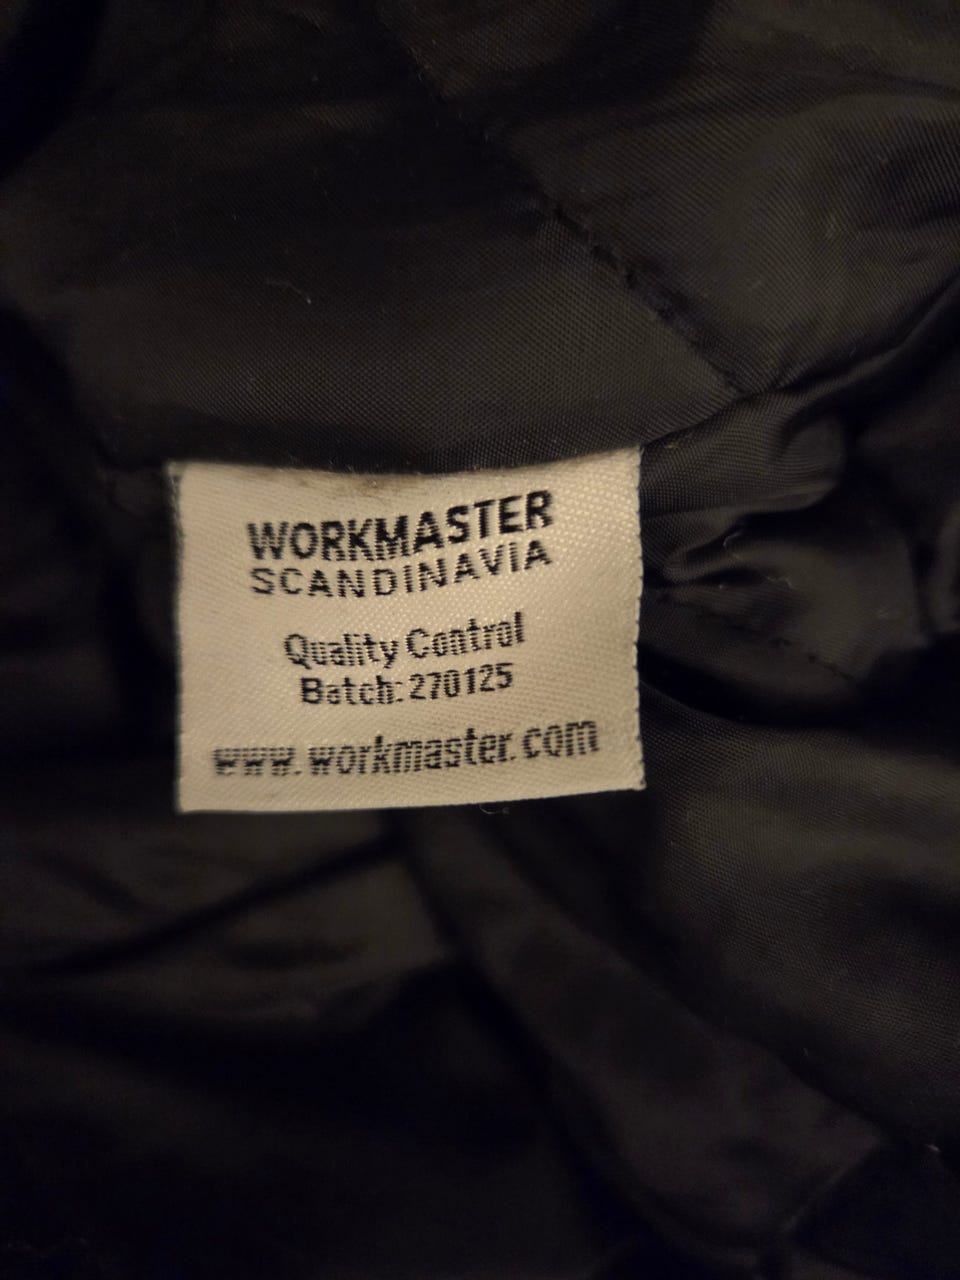 WORKMASTER
SCANDINAVIA
Quality Control
Batch: 270125
www.workmaster.com